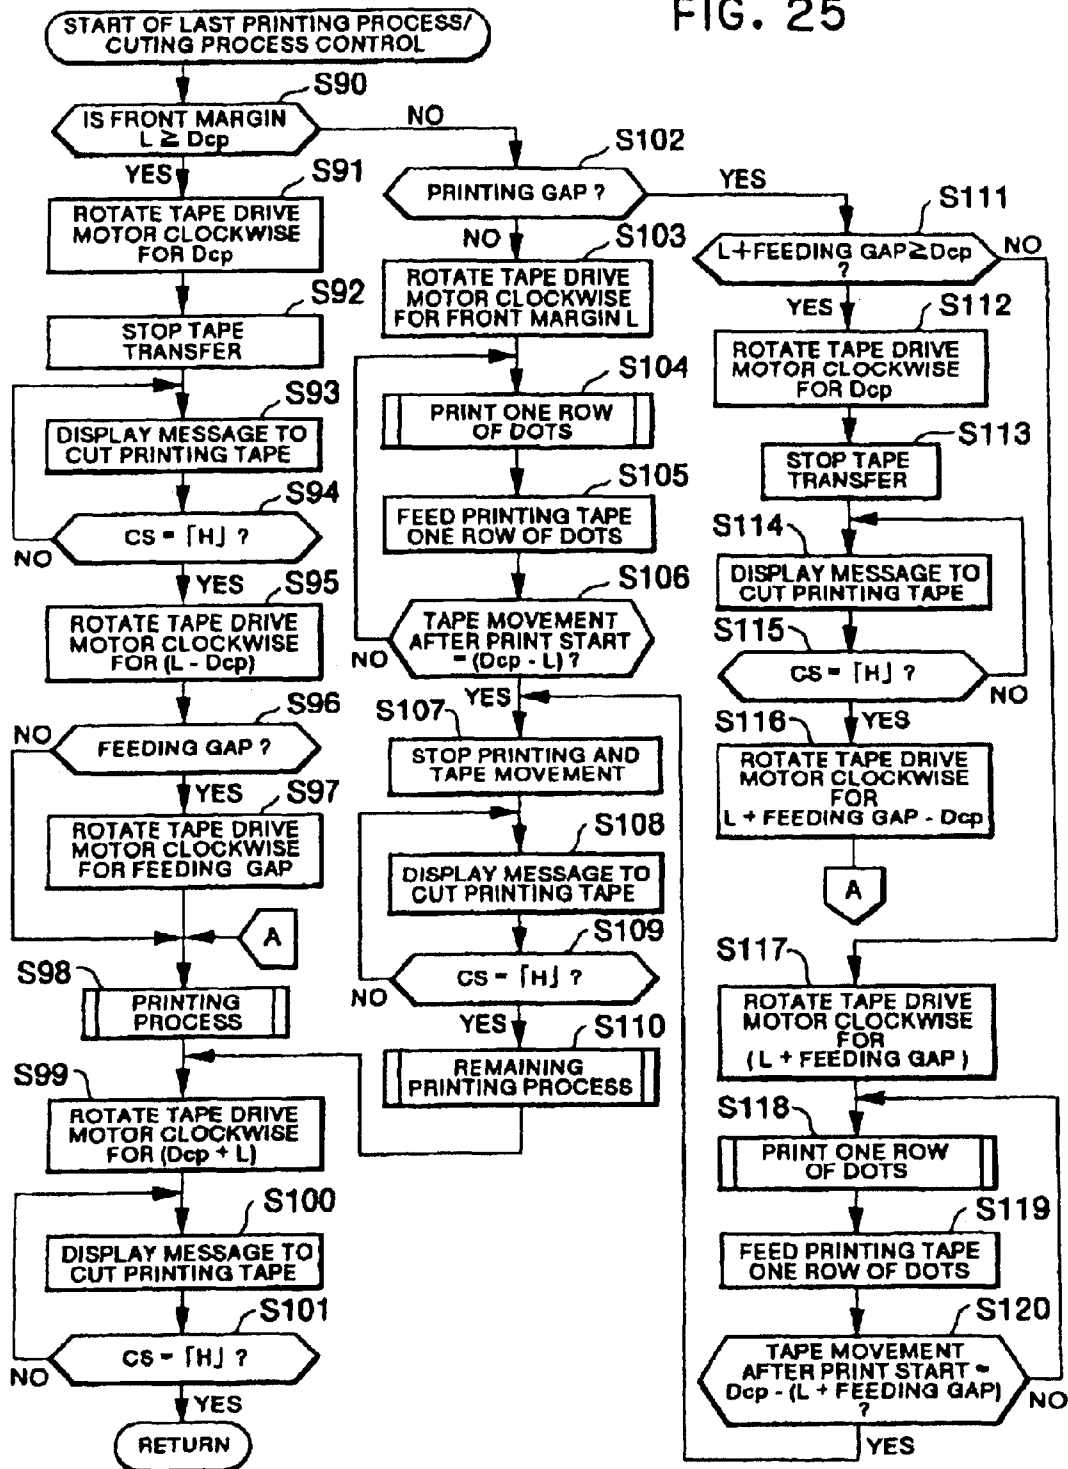 FIG. 25
START OF LAST PRINTING PROCESS/
CUTING PROCESS CONTROL
S90
IS FRONT MARGIN
L ≧ Dcp
NO
YES
S91
ROTATE TAPE DRIVE
MOTOR CLOCKWISE
FOR Dcp
S92
STOP TAPE
TRANSFER
S93
DISPLAY MESSAGE TO
CUT PRINTING TAPE
S94
CS = ｢H｣ ?
NO
YES
S95
ROTATE TAPE DRIVE
MOTOR CLOCKWISE
FOR (L - Dcp)
S96
FEEDING GAP ?
NO
YES
S97
ROTATE TAPE DRIVE
MOTOR CLOCKWISE
FOR FEEDING GAP
A
S98
PRINTING
PROCESS
S99
ROTATE TAPE DRIVE
MOTOR CLOCKWISE
FOR (Dcp + L)
S100
DISPLAY MESSAGE TO
CUT PRINTING TAPE
S101
CS = ｢H｣ ?
NO
YES
RETURN
S102
PRINTING GAP ?
YES
NO
S103
ROTATE TAPE DRIVE
MOTOR CLOCKWISE
FOR FRONT MARGIN L
S104
PRINT ONE ROW
OF DOTS
S105
FEED PRINTING TAPE
ONE ROW OF DOTS
S106
TAPE MOVEMENT
AFTER PRINT START
= (Dcp - L) ?
NO
YES
S107
STOP PRINTING AND
TAPE MOVEMENT
S108
DISPLAY MESSAGE TO
CUT PRINTING TAPE
S109
CS = ｢H｣ ?
NO
YES
S110
REMAINING
PRINTING PROCESS
S111
L+FEEDING GAP≧Dcp
?
NO
YES
S112
ROTATE TAPE DRIVE
MOTOR CLOCKWISE
FOR Dcp
S113
STOP TAPE
TRANSFER
S114
DISPLAY MESSAGE TO
CUT PRINTING TAPE
S115
CS = ｢H｣ ?
NO
YES
S116
ROTATE TAPE DRIVE
MOTOR CLOCKWISE
FOR
L + FEEDING GAP - Dcp
A
S117
ROTATE TAPE DRIVE
MOTOR CLOCKWISE
FOR
(L + FEEDING GAP)
S118
PRINT ONE ROW
OF DOTS
S119
FEED PRINTING TAPE
ONE ROW OF DOTS
S120
TAPE MOVEMENT
AFTER PRINT START =
Dcp - (L + FEEDING GAP)
?
NO
YES